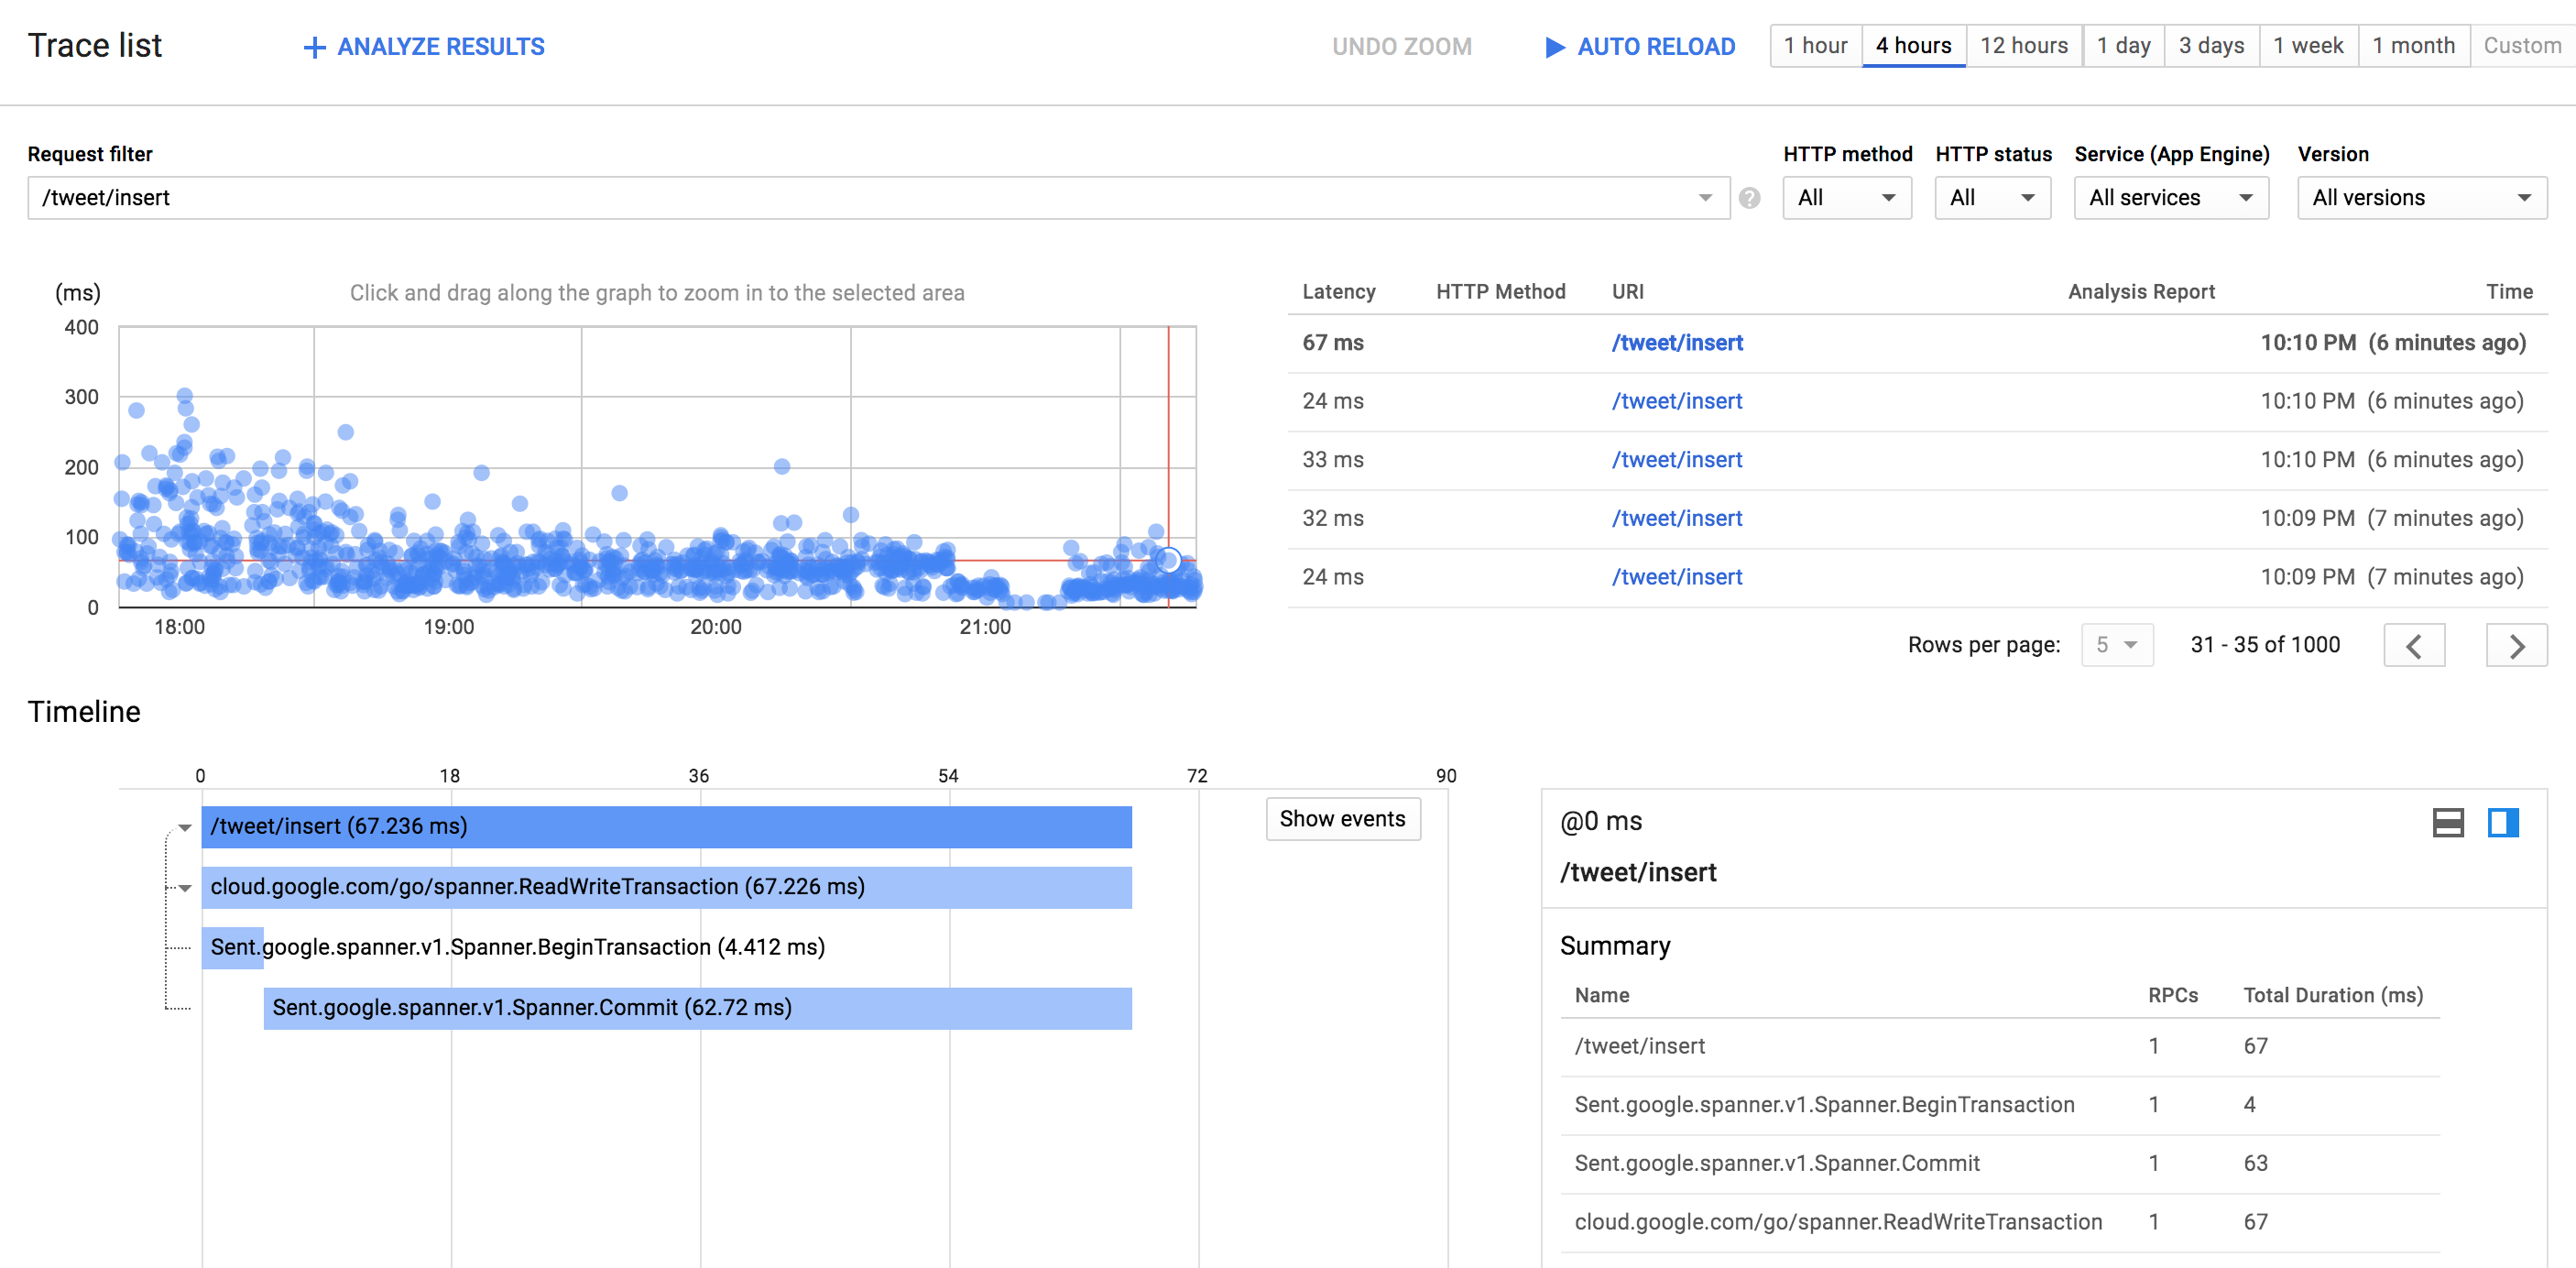 Trace list
ANALYZE RESULTS
UNDO ZOOM
AUTO RELOAD
1 hour
4 hours
12 hours
1 day
3 days
1 week
1 month
Custom
Request filter
HTTP method
HTTP status
Service (App Engine)
Version
/tweet/insert
?
All
All
All services
All versions
(ms)
Click and drag along the graph to zoom in to the selected area
400
300
200
100
0
18:00
19:00
20:00
21:00
Latency HTTP Method URI Analysis Report Time
67 ms /tweet/insert 10:10 PM (6 minutes ago)
24 ms /tweet/insert 10:10 PM (6 minutes ago)
33 ms /tweet/insert 10:10 PM (6 minutes ago)
32 ms /tweet/insert 10:09 PM (7 minutes ago)
24 ms /tweet/insert 10:09 PM (7 minutes ago)
Rows per page: 5 31 - 35 of 1000
Timeline
0 18 36 54 72 90
/tweet/insert (67.236 ms)
Show events
cloud.google.com/go/spanner.ReadWriteTransaction (67.226 ms)
Sent.google.spanner.v1.Spanner.BeginTransaction (4.412 ms)
Sent.google.spanner.v1.Spanner.Commit (62.72 ms)
@0 ms
/tweet/insert
Summary
Name RPCs Total Duration (ms)
/tweet/insert 1 67
Sent.google.spanner.v1.Spanner.BeginTransaction 1 4
Sent.google.spanner.v1.Spanner.Commit 1 63
cloud.google.com/go/spanner.ReadWriteTransaction 1 67